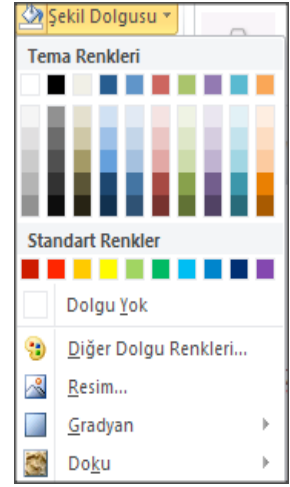 Şekil Dolgusu
Tema Renkleri
Standart Renkler
Dolgu Yok
Diğer Dolgu Renkleri...
Resim...
Gradyan
Doku